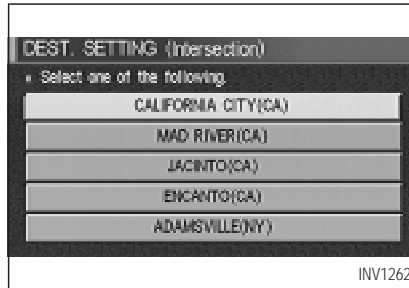 DEST. SETTING (Intersection)
Select one of the following.
CALIFORNIA CITY(CA)
MAD RIVER(CA)
JACINTO(CA)
ENCANTO(CA)
ADAMSVILLE(NY)
INV1262